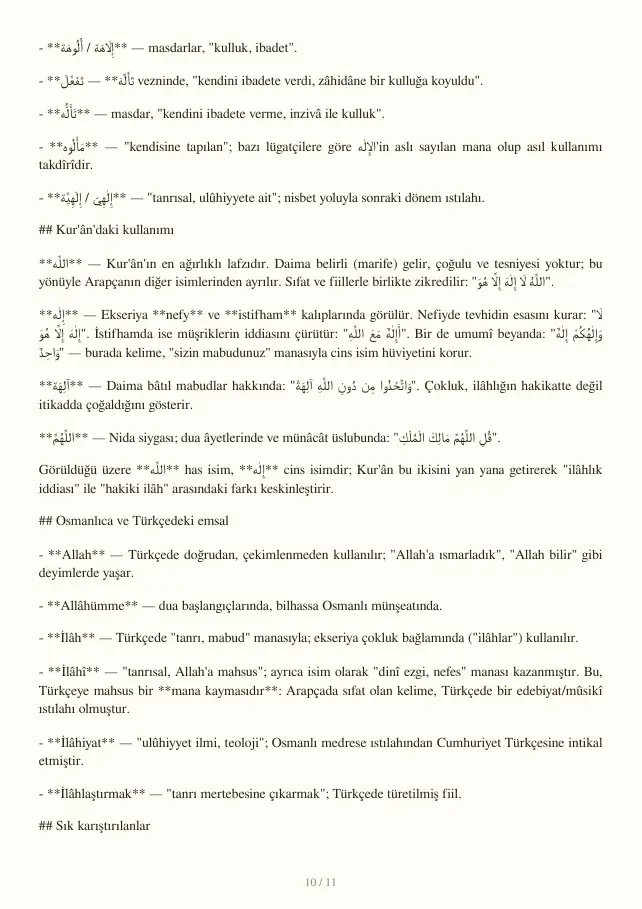 - **إِلَاهَة / أُلُوهَة** — masdarlar, "kulluk, ibadet".
- **تَأَلَّهَ** — تَفَعَّلَ vezninde, "kendini ibadete verdi, zâhidâne bir kulluğa koyuldu".
- **تَأَلُّه** — masdar, "kendini ibadete verme, inzivâ ile kulluk".
- **مَأْلُوه** — "kendisine tapılan"; bazı lügatçilere göre الإِلٰه'in aslı sayılan mana olup asıl kullanımı
takdîrîdir.
- **إِلٰهِيّ / إِلٰهِيَّة** — "tanrısal, ulûhiyyete ait"; nisbet yoluyla sonraki dönem ıstılahı.
## Kur'ân'daki kullanımı
**اللّٰه** — Kur'ân'ın en ağırlıklı lafzıdır. Daima belirli (marife) gelir, çoğulu ve tesniyesi yoktur; bu
yönüyle Arapçanın diğer isimlerinden ayrılır. Sıfat ve fiillerle birlikte zikredilir: "اللّٰهُ لَا إِلٰهَ إِلَّا هُوَ".
**إِلٰه** — Ekseriya **nefy** ve **istifham** kalıplarında görülür. Nefiyde tevhidin esasını kurar: "لَا
إِلٰهَ إِلَّا هُوَ". İstifhamda ise müşriklerin iddiasını çürütür: "أَإِلٰهٌ مَعَ اللّٰهِ". Bir de umumî beyanda: "وَإِلٰهُكُمْ إِلٰهٌ
وَاحِدٌ" — burada kelime, "sizin mabudunuz" manasıyla cins isim hüviyetini korur.
**آلِهَة** — Daima bâtıl mabudlar hakkında: "وَاتَّخَذُوا مِن دُونِ اللّٰهِ آلِهَةً". Çokluk, ilâhlığın hakikatte değil
itikadda çoğaldığını gösterir.
**اللّٰهُمَّ** — Nida siygası; dua âyetlerinde ve münâcât üslubunda: "قُلِ اللّٰهُمَّ مَالِكَ الْمُلْكِ".
Görüldüğü üzere **اللّٰه** has isim, **إِلٰه** cins isimdir; Kur'ân bu ikisini yan yana getirerek "ilâhlık
iddiası" ile "hakiki ilâh" arasındaki farkı keskinleştirir.
## Osmanlıca ve Türkçedeki emsal
- **Allah** — Türkçede doğrudan, çekimlenmeden kullanılır; "Allah'a ısmarladık", "Allah bilir" gibi
deyimlerde yaşar.
- **Allâhümme** — dua başlangıçlarında, bilhassa Osmanlı münşeatında.
- **İlâh** — Türkçede "tanrı, mabud" manasıyla; ekseriya çokluk bağlamında ("ilâhlar") kullanılır.
- **İlâhî** — "tanrısal, Allah'a mahsus"; ayrıca isim olarak "dinî ezgi, nefes" manası kazanmıştır. Bu,
Türkçeye mahsus bir **mana kaymasıdır**: Arapçada sıfat olan kelime, Türkçede bir edebiyat/mûsikî
ıstılahı olmuştur.
- **İlâhiyat** — "ulûhiyyet ilmi, teoloji"; Osmanlı medrese ıstılahından Cumhuriyet Türkçesine intikal
etmiştir.
- **İlâhlaştırmak** — "tanrı mertebesine çıkarmak"; Türkçede türetilmiş fiil.
## Sık karıştırılanlar
10 / 11